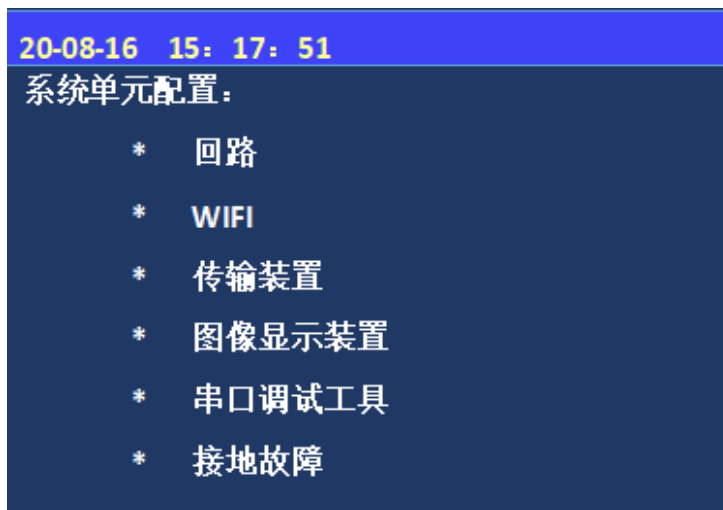 20-08-16 15：17：51
系统单元配置：
* 回路
* WIFI
* 传输装置
* 图像显示装置
* 串口调试工具
* 接地故障